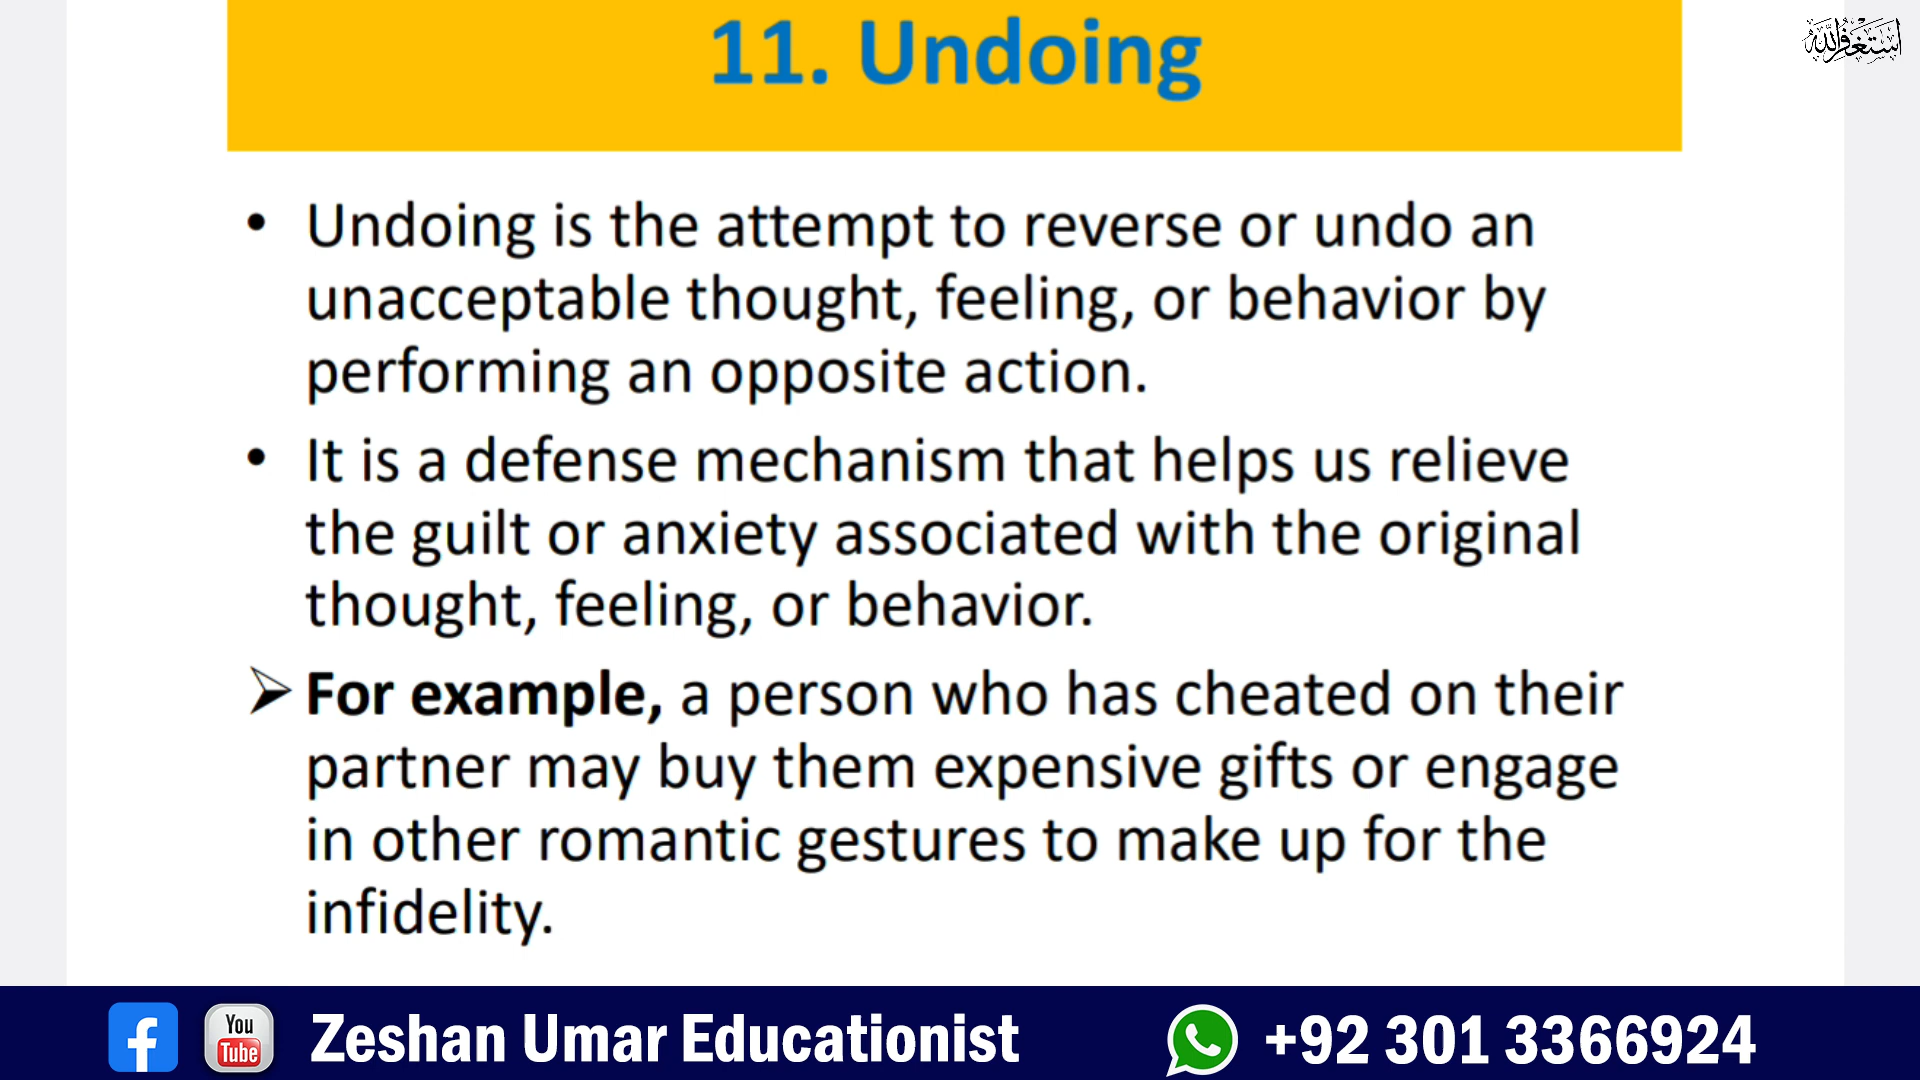 11. Undoing
استغفر الله
• Undoing is the attempt to reverse or undo an
unacceptable thought, feeling, or behavior by
performing an opposite action.
• It is a defense mechanism that helps us relieve
the guilt or anxiety associated with the original
thought, feeling, or behavior.
➢ For example, a person who has cheated on their
partner may buy them expensive gifts or engage
in other romantic gestures to make up for the
infidelity.
f You Tube Zeshan Umar Educationist +92 301 3366924